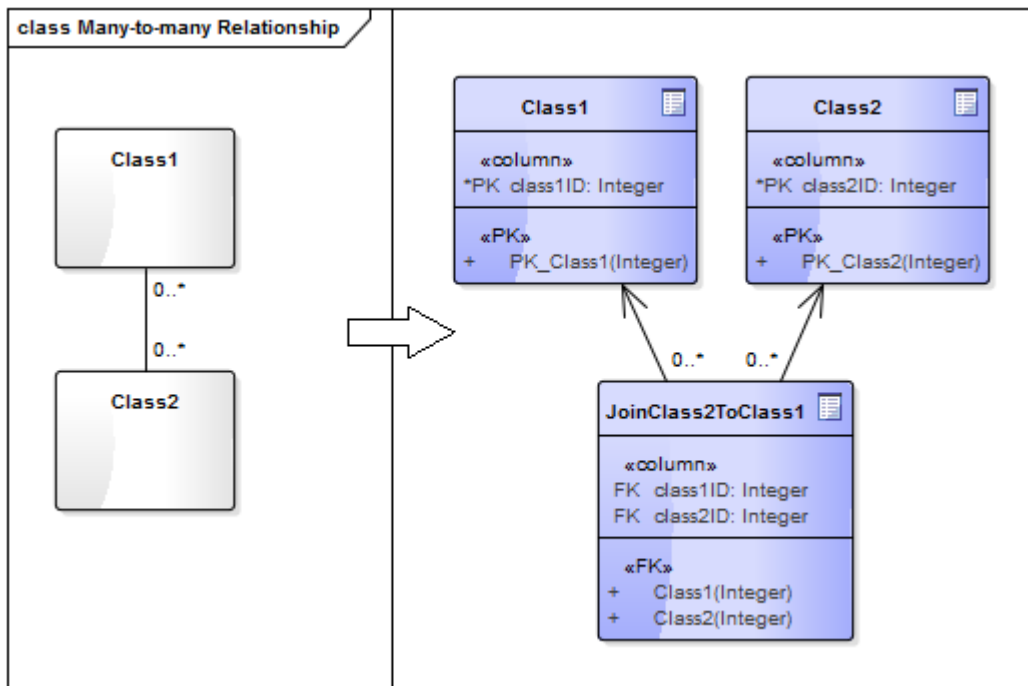 class Many-to-many Relationship
Class1
0..*
0..*
Class2
Class1
«column»
*PK class1ID: Integer
«PK»
+ PK_Class1(Integer)
Class2
«column»
*PK class2ID: Integer
«PK»
+ PK_Class2(Integer)
0..*
0..*
JoinClass2ToClass1
«column»
FK class1ID: Integer
FK class2ID: Integer
«FK»
+ Class1(Integer)
+ Class2(Integer)